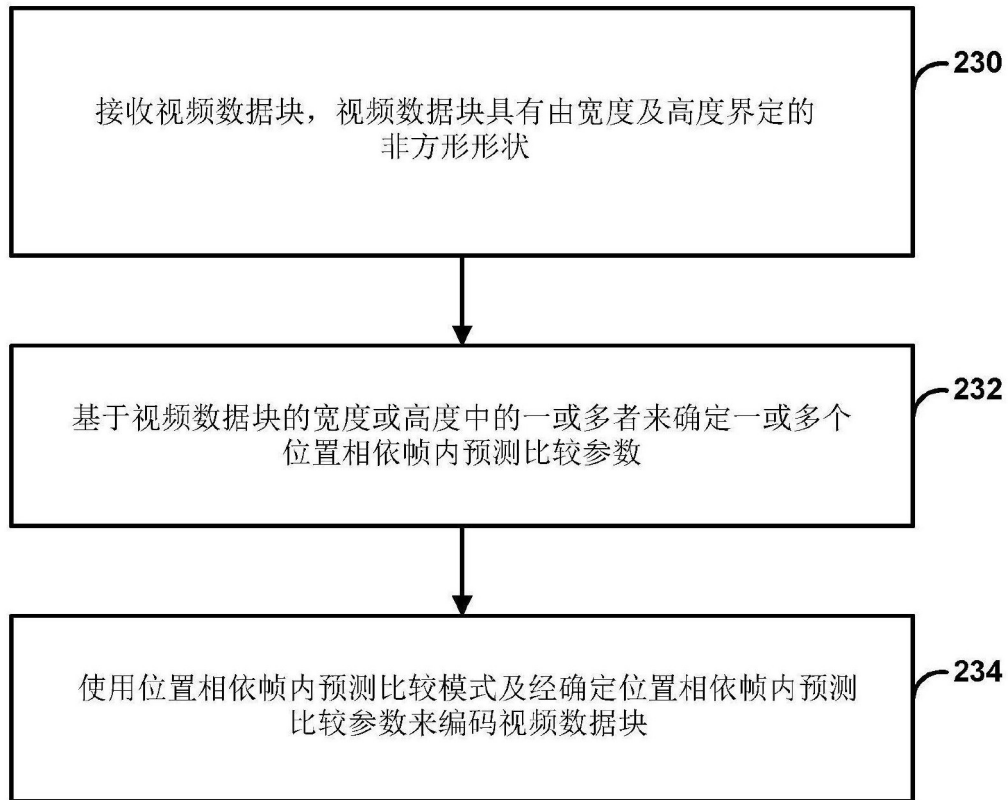 接收视频数据块，视频数据块具有由宽度及高度界定的
非方形形状
230
基于视频数据块的宽度或高度中的一或多者来确定一或多个
位置相依帧内预测比较参数
232
使用位置相依帧内预测比较模式及经确定位置相依帧内预测
比较参数来编码视频数据块
234